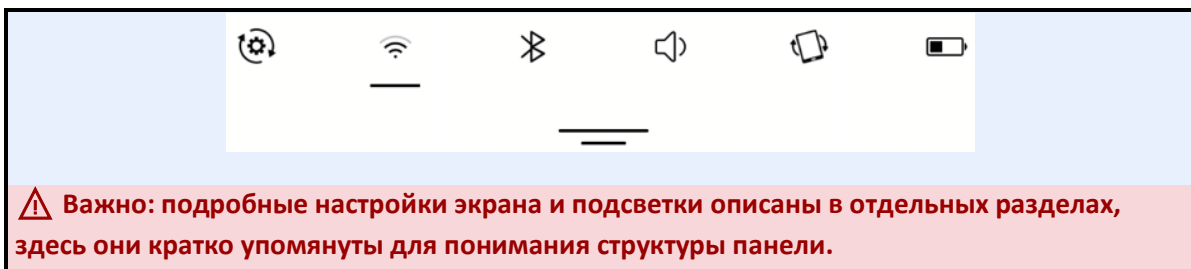 ⚠ Важно: подробные настройки экрана и подсветки описаны в отдельных разделах,
здесь они кратко упомянуты для понимания структуры панели.